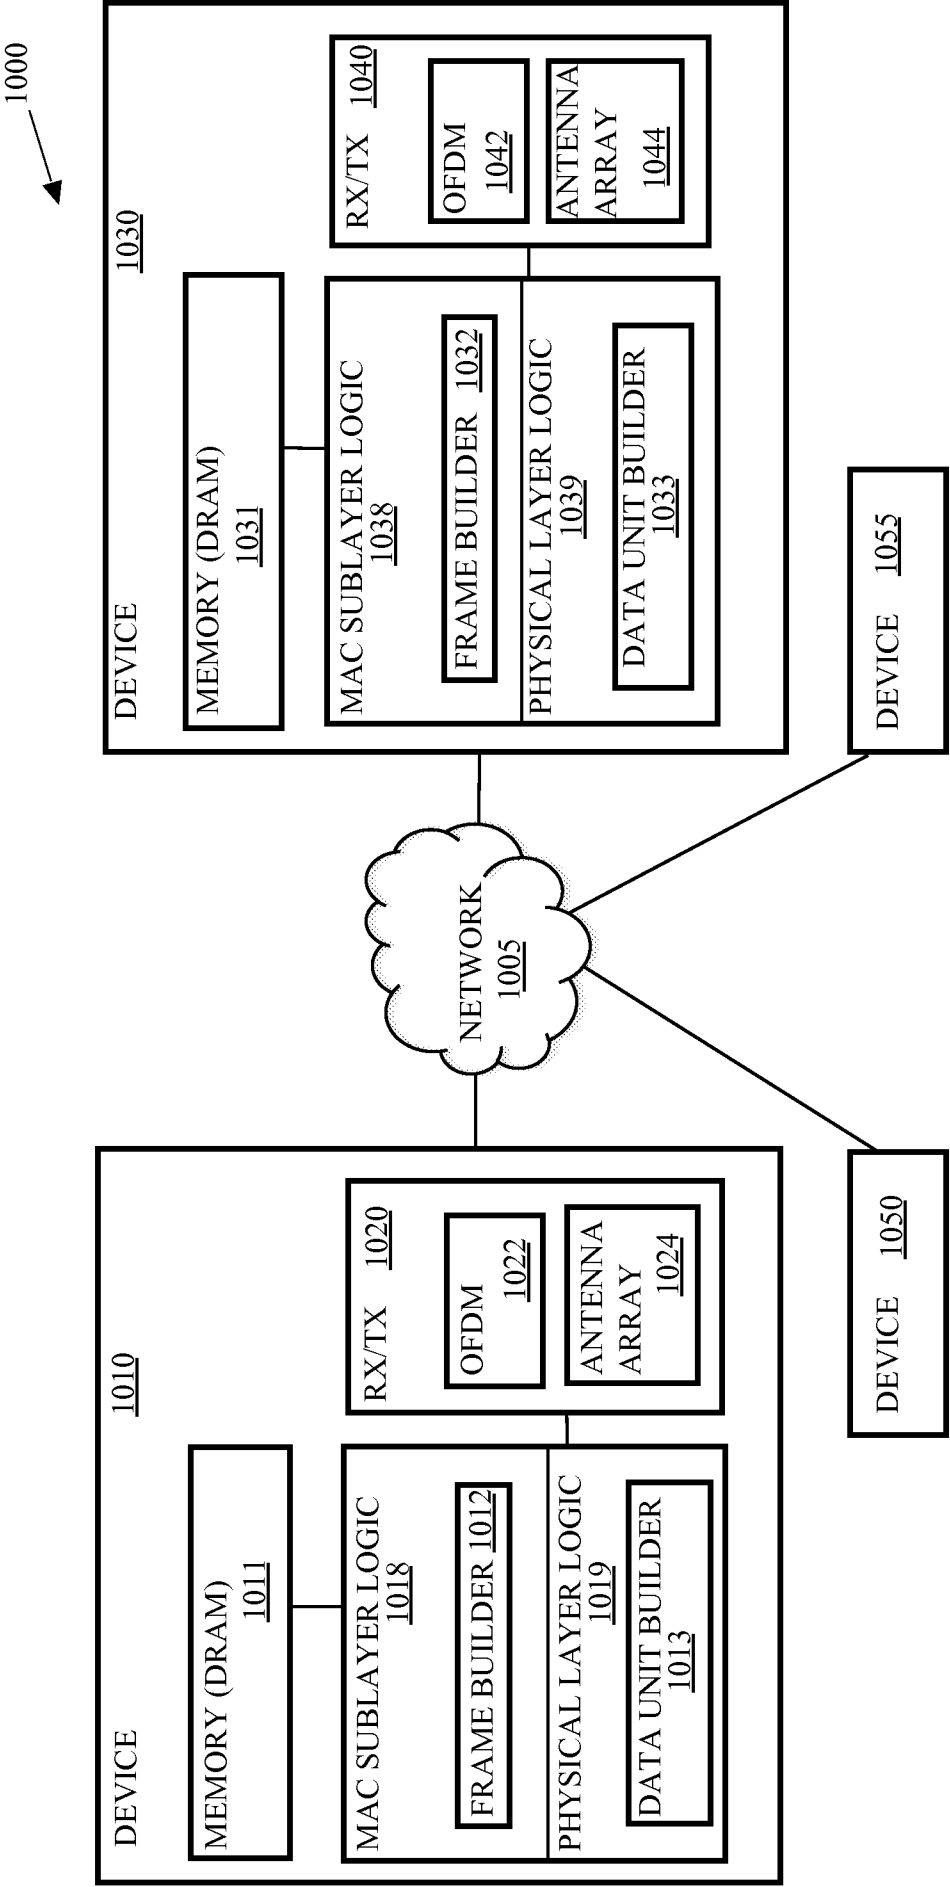 1000
DEVICE 1010
MEMORY (DRAM)
1011
MAC SUBLAYER LOGIC
1018
FRAME BUILDER 1012
PHYSICAL LAYER LOGIC
1019
DATA UNIT BUILDER
1013
RX/TX 1020
OFDM
1022
ANTENNA
ARRAY
1024
NETWORK
1005
DEVICE 1030
MEMORY (DRAM)
1031
MAC SUBLAYER LOGIC
1038
FRAME BUILDER 1032
PHYSICAL LAYER LOGIC
1039
DATA UNIT BUILDER
1033
RX/TX 1040
OFDM
1042
ANTENNA
ARRAY
1044
DEVICE 1050
DEVICE 1055